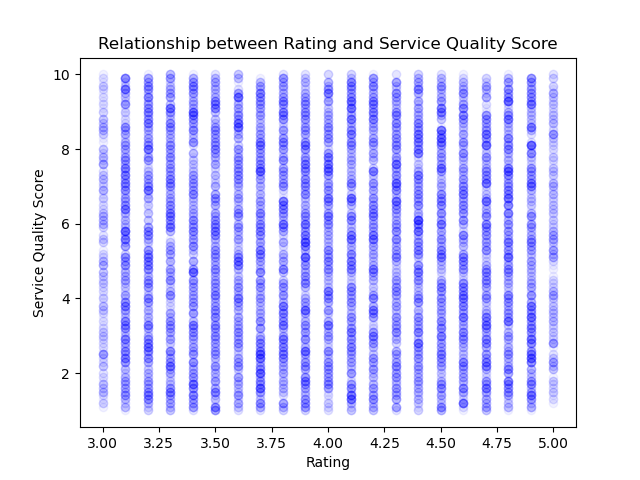 Relationship between Rating and Service Quality Score
10
8
6
4
2
Service Quality Score
3.00 3.25 3.50 3.75 4.00 4.25 4.50 4.75 5.00
Rating